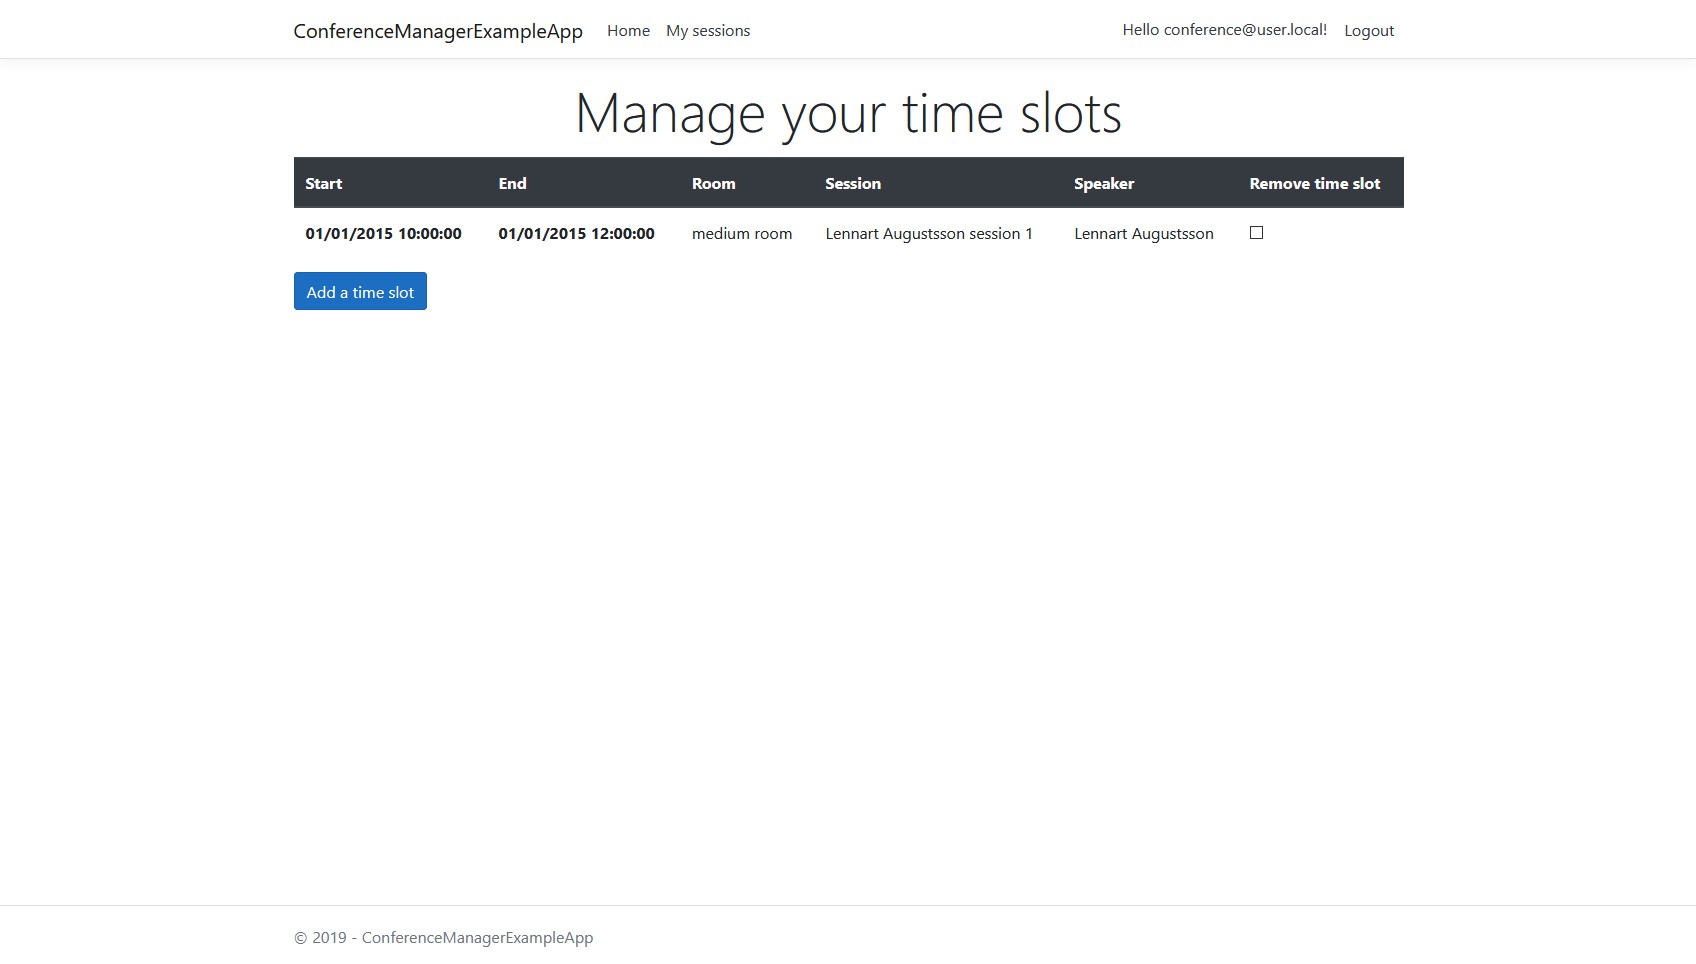 ConferenceManagerExampleApp Home My sessions Hello conference@user.local! Logout
Manage your time slots
Start End Room Session Speaker Remove time slot
01/01/2015 10:00:00 01/01/2015 12:00:00 medium room Lennart Augustsson session 1 Lennart Augustsson
Add a time slot
© 2019 - ConferenceManagerExampleApp